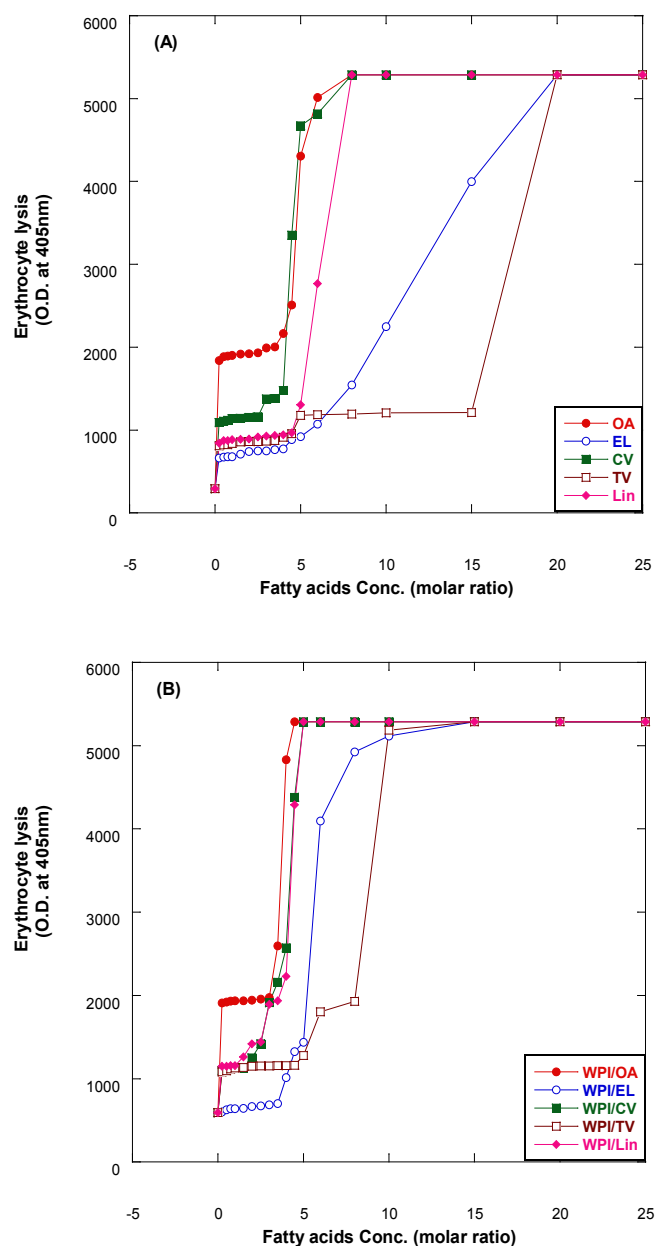 (A)
Erythrocyte lysis
(O.D. at 405nm)
6000
5000
4000
3000
2000
1000
0
OA
EL
CV
TV
Lin
-5 0 5 10 15 20 25
Fatty acids Conc. (molar ratio)
(B)
Erythrocyte lysis
(O.D. at 405nm)
6000
5000
4000
3000
2000
1000
0
WPI/OA
WPI/EL
WPI/CV
WPI/TV
WPI/Lin
-5 0 5 10 15 20 25
Fatty acids Conc. (molar ratio)